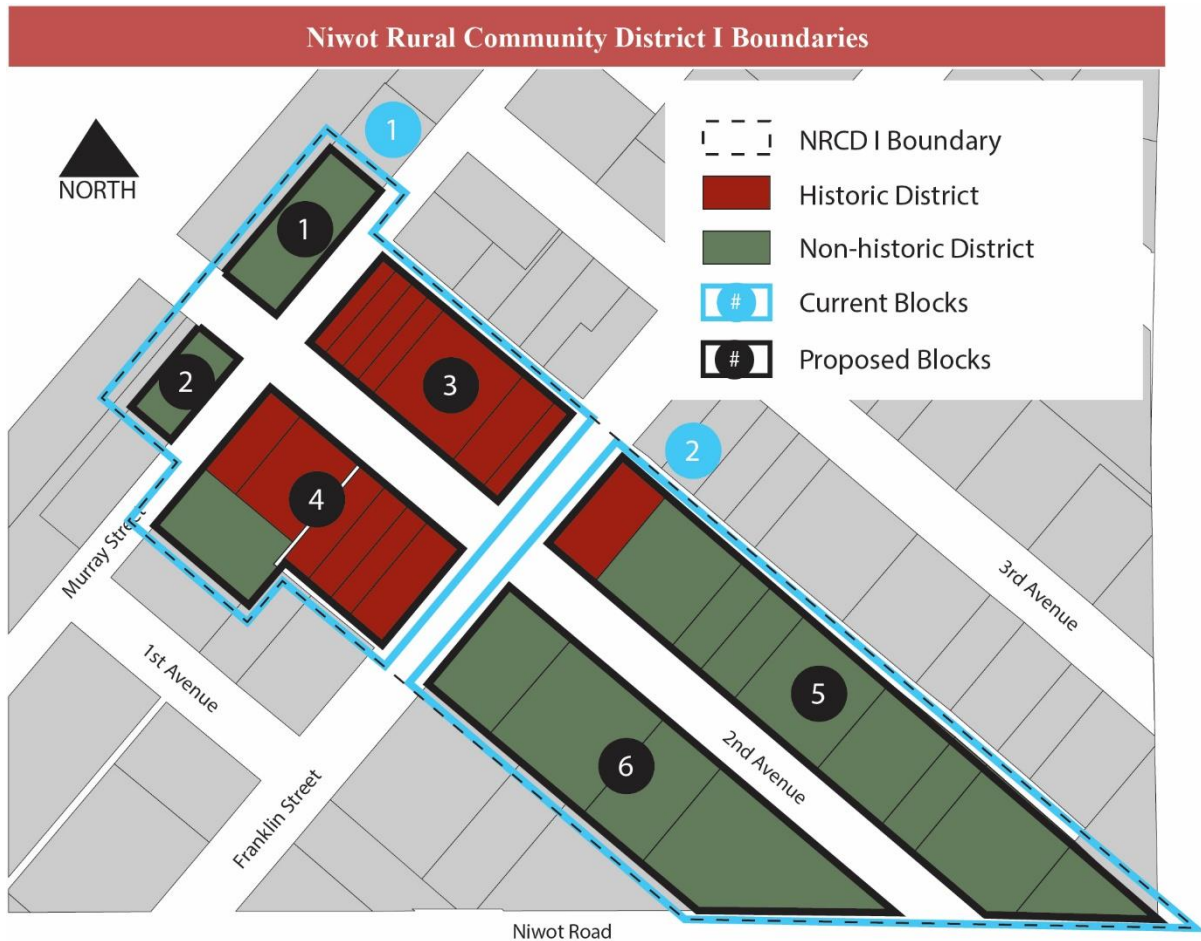 Niwot Rural Community District I Boundaries
NORTH
1
NRCD I Boundary
Historic District
Non-historic District
# Current Blocks
# Proposed Blocks
1
2
3
4
2
5
6
Murray Street
1st Avenue
Franklin Street
2nd Avenue
3rd Avenue
Niwot Road